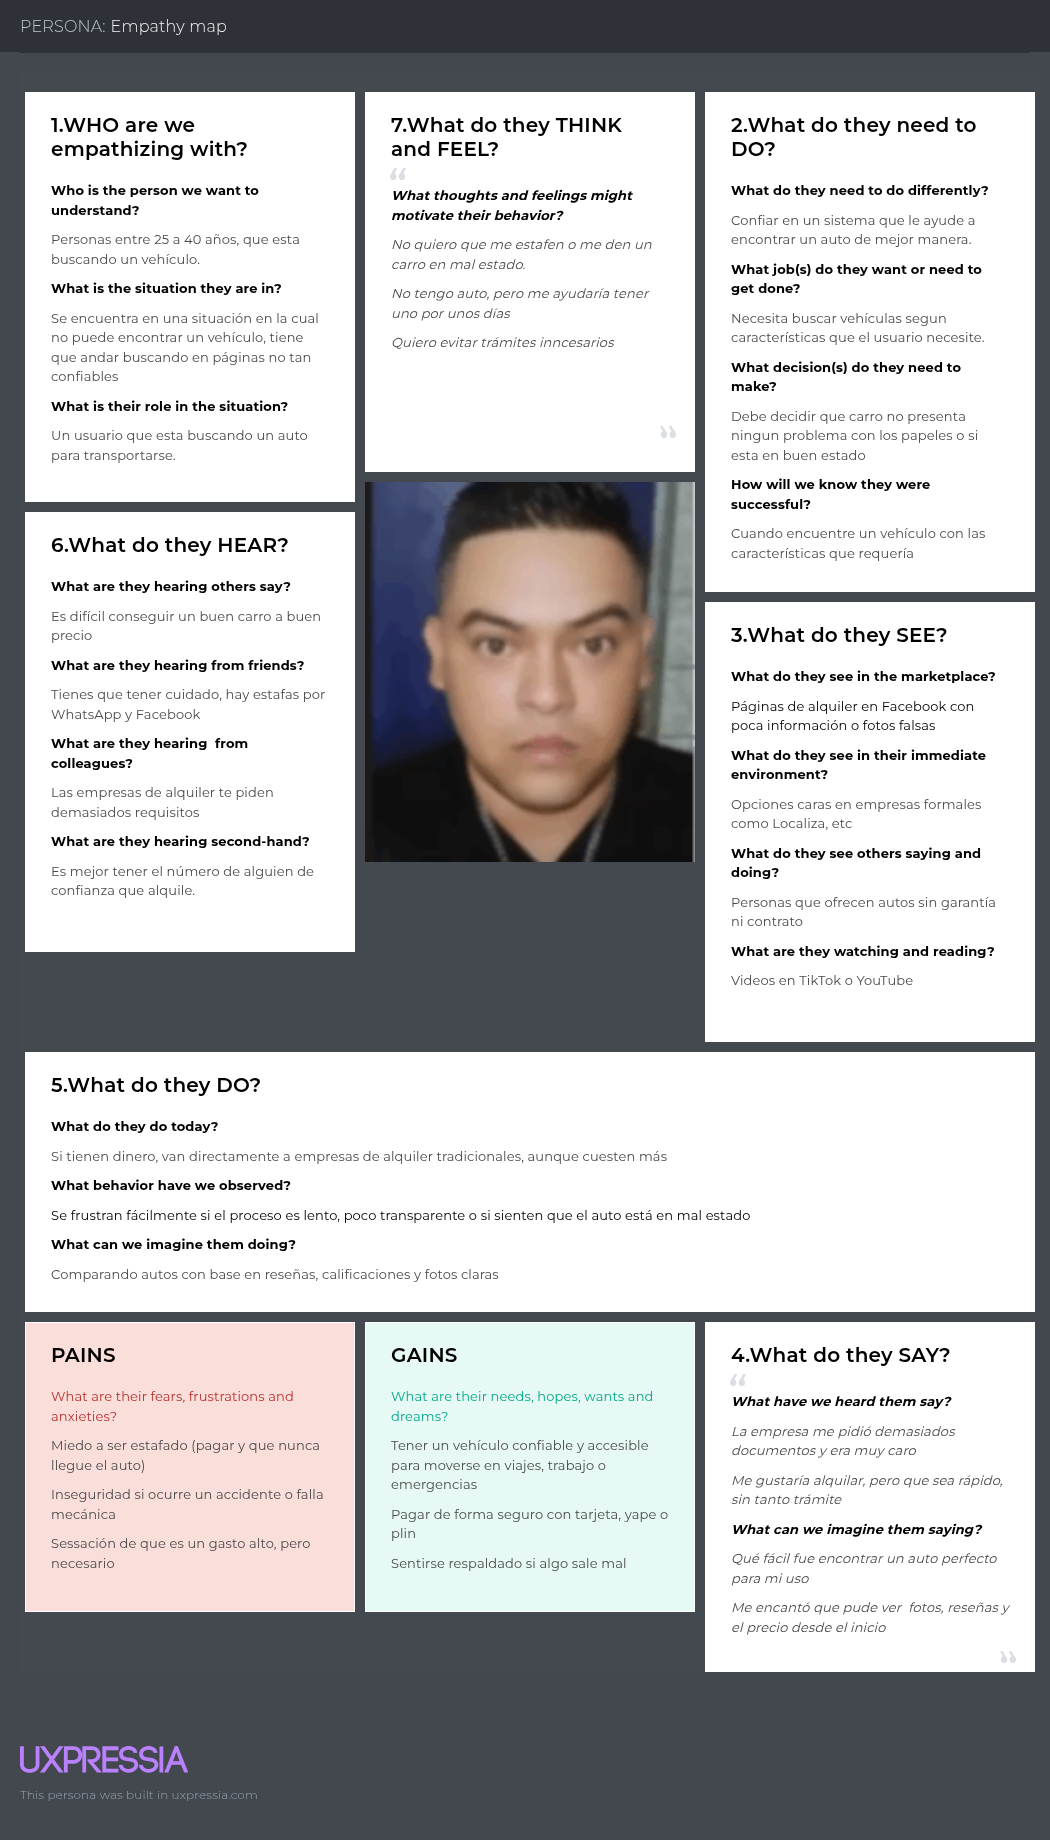 PERSONA: Empathy map
1.WHO are we
empathizing with?
Who is the person we want to
understand?
Personas entre 25 a 40 años, que esta
buscando un vehículo.
What is the situation they are in?
Se encuentra en una situación en la cual
no puede encontrar un vehículo, tiene
que andar buscando en páginas no tan
confiables
What is their role in the situation?
Un usuario que esta buscando un auto
para transportarse.
7.What do they THINK
and FEEL?
“
What thoughts and feelings might
motivate their behavior?
No quiero que me estafen o me den un
carro en mal estado.
No tengo auto, pero me ayudaría tener
uno por unos días
Quiero evitar trámites inncesarios
”
2.What do they need to
DO?
What do they need to do differently?
Confiar en un sistema que le ayude a
encontrar un auto de mejor manera.
What job(s) do they want or need to
get done?
Necesita buscar vehículas segun
características que el usuario necesite.
What decision(s) do they need to
make?
Debe decidir que carro no presenta
ningun problema con los papeles o si
esta en buen estado
How will we know they were
successful?
Cuando encuentre un vehículo con las
características que requería
6.What do they HEAR?
What are they hearing others say?
Es difícil conseguir un buen carro a buen
precio
What are they hearing from friends?
Tienes que tener cuidado, hay estafas por
WhatsApp y Facebook
What are they hearing  from
colleagues?
Las empresas de alquiler te piden
demasiados requisitos
What are they hearing second-hand?
Es mejor tener el número de alguien de
confianza que alquile.
3.What do they SEE?
What do they see in the marketplace?
Páginas de alquiler en Facebook con
poca información o fotos falsas
What do they see in their immediate
environment?
Opciones caras en empresas formales
como Localiza, etc
What do they see others saying and
doing?
Personas que ofrecen autos sin garantía
ni contrato
What are they watching and reading?
Videos en TikTok o YouTube
5.What do they DO?
What do they do today?
Si tienen dinero, van directamente a empresas de alquiler tradicionales, aunque cuesten más
What behavior have we observed?
Se frustran fácilmente si el proceso es lento, poco transparente o si sienten que el auto está en mal estado
What can we imagine them doing?
Comparando autos con base en reseñas, calificaciones y fotos claras
PAINS
What are their fears, frustrations and
anxieties?
Miedo a ser estafado (pagar y que nunca
llegue el auto)
Inseguridad si ocurre un accidente o falla
mecánica
Sessación de que es un gasto alto, pero
necesario
GAINS
What are their needs, hopes, wants and
dreams?
Tener un vehículo confiable y accesible
para moverse en viajes, trabajo o
emergencias
Pagar de forma seguro con tarjeta, yape o
plin
Sentirse respaldado si algo sale mal
4.What do they SAY?
“
What have we heard them say?
La empresa me pidió demasiados
documentos y era muy caro
Me gustaría alquilar, pero que sea rápido,
sin tanto trámite
What can we imagine them saying?
Qué fácil fue encontrar un auto perfecto
para mi uso
Me encantó que pude ver  fotos, reseñas y
el precio desde el inicio
”
UXPRESSIA
This persona was built in uxpressia.com